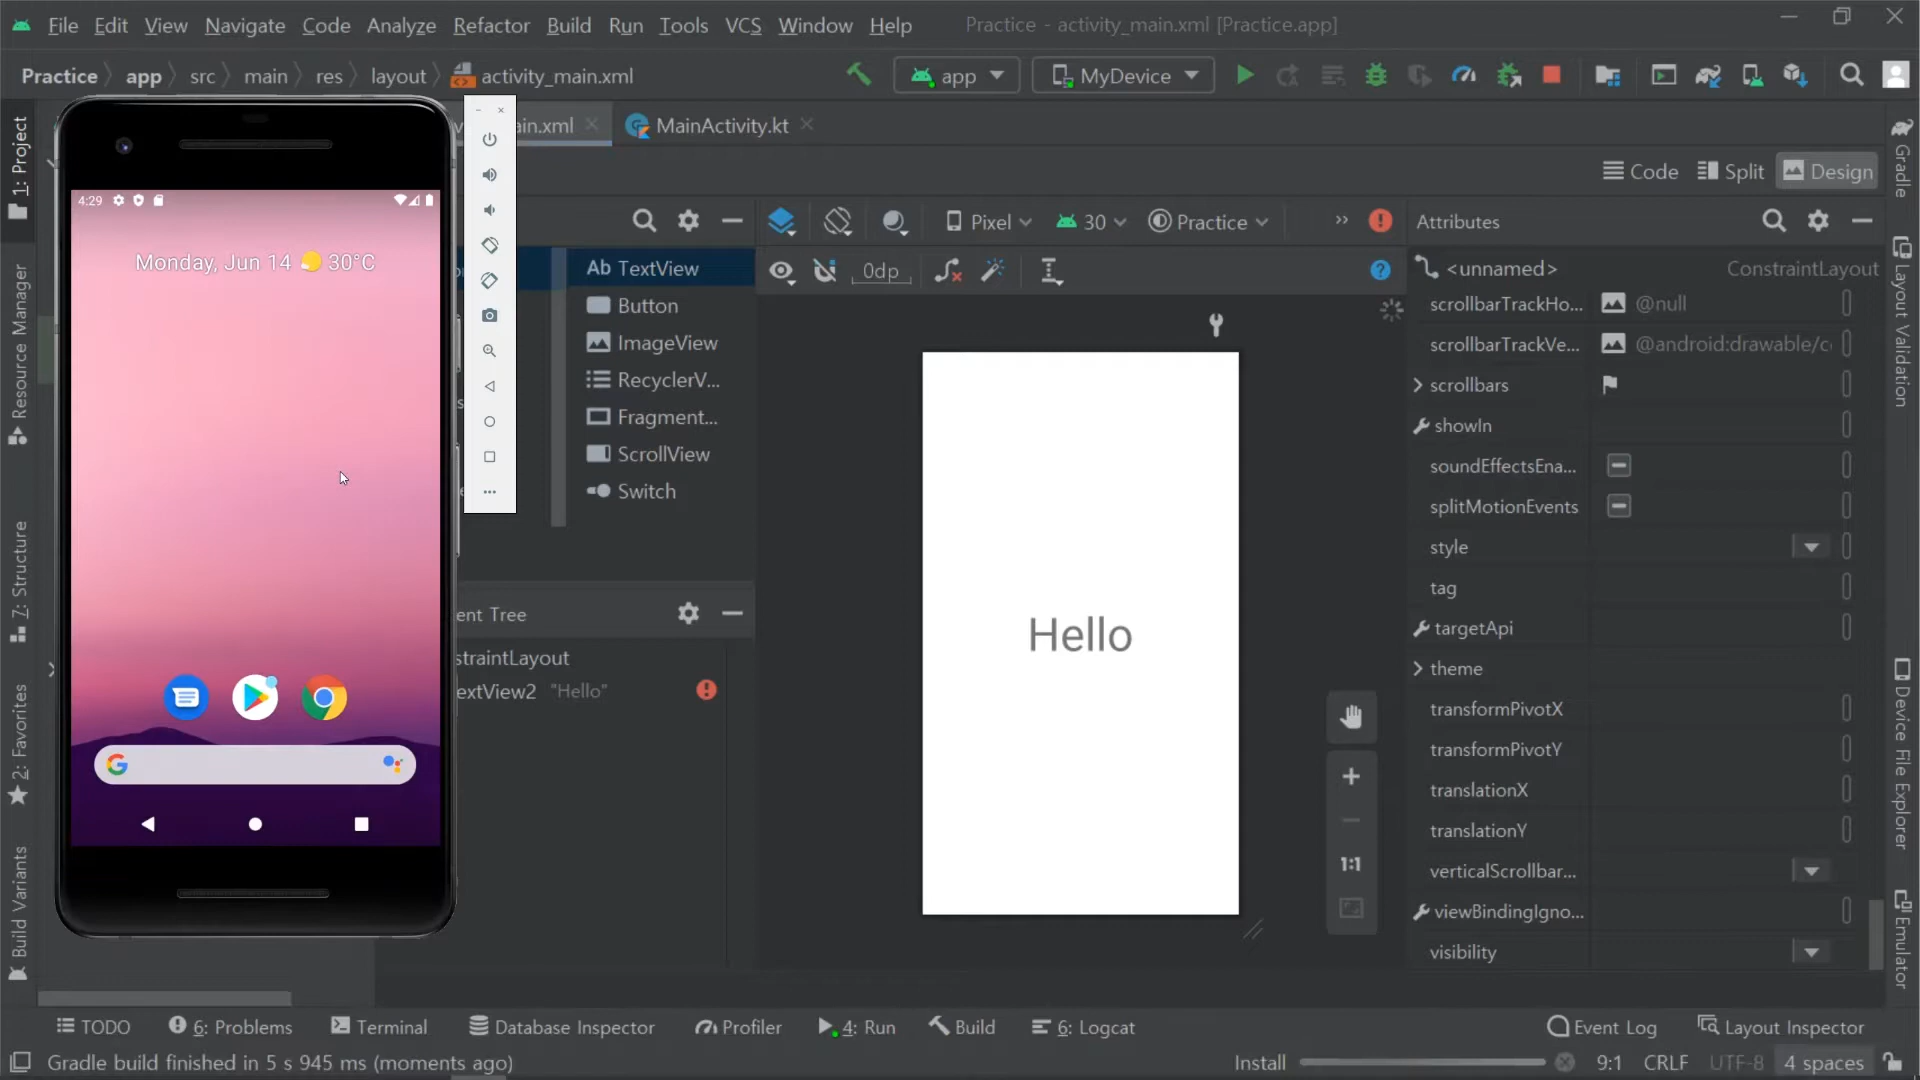 File Edit View Navigate Code Analyze Refactor Build Run Tools VCS Window Help Practice - activity_main.xml [Practice.app]
Practice app src main res layout activity_main.xml app MyDevice
ain.xml MainActivity.kt
Code Split Design
1: Project
Resource Manager
7: Structure
2: Favorites
Build Variants
4:29
Monday, Jun 14 30°C
Ab TextView
Button
ImageView
RecyclerV...
Fragment...
ScrollView
Switch
ent Tree
straintLayout
extView2 "Hello"
Pixel 30 Practice
0dp
Hello
1:1
Attributes
<unnamed> ConstraintLayout
scrollbarTrackHo... @null
scrollbarTrackVe... @android:drawable/c
scrollbars
showIn
soundEffectsEna...
splitMotionEvents
style
tag
targetApi
theme
transformPivotX
transformPivotY
translationX
translationY
verticalScrollbar...
viewBindingIgno...
visibility
Gradle
Layout Validation
Device File Explorer
Emulator
TODO 6: Problems Terminal Database Inspector Profiler 4: Run Build 6: Logcat Event Log Layout Inspector
Gradle build finished in 5 s 945 ms (moments ago) Install 9:1 CRLF UTF-8 4 spaces